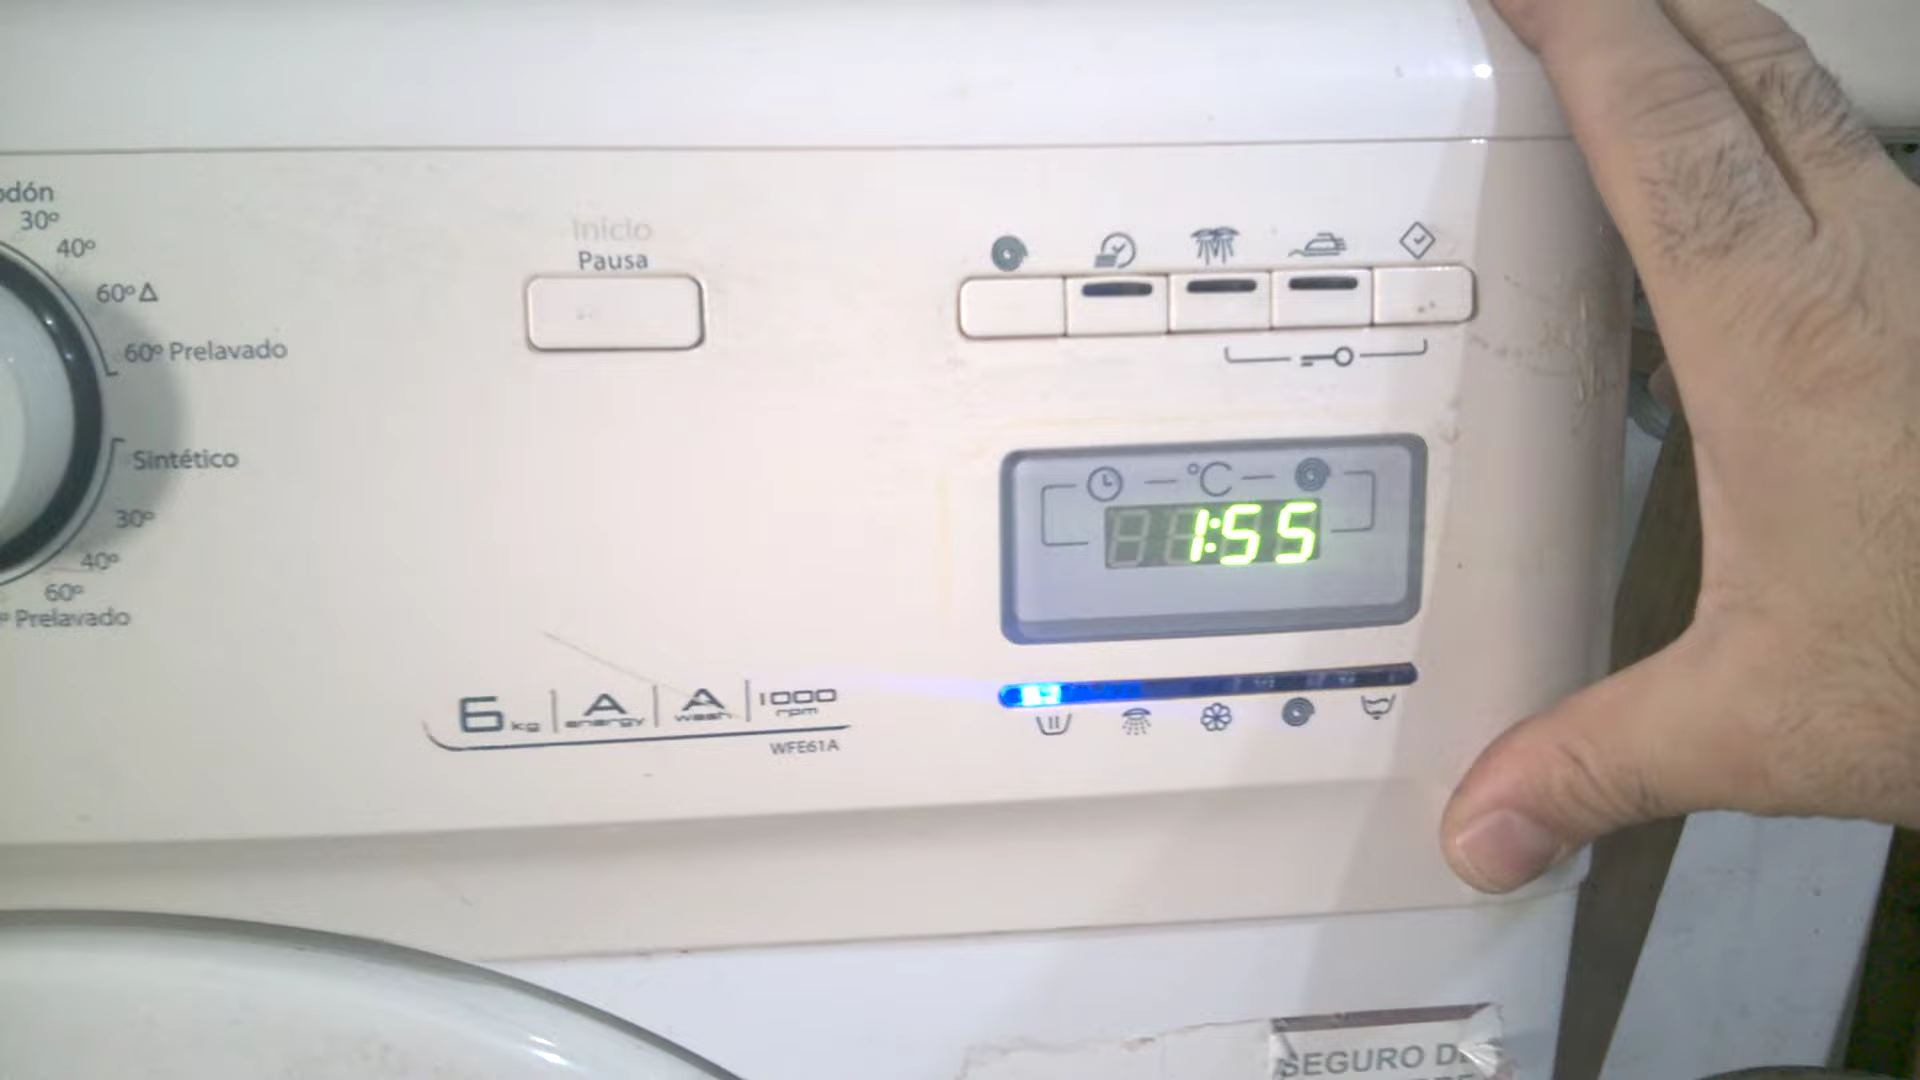 30º
40º
60º
60º Prelavado
Sintético
30º
40º
60º
Prelavado
Inicio
Pausa
°C
1:55
6 kg A energy A wash 1000 rpm
WFE61A
SEGURO DE